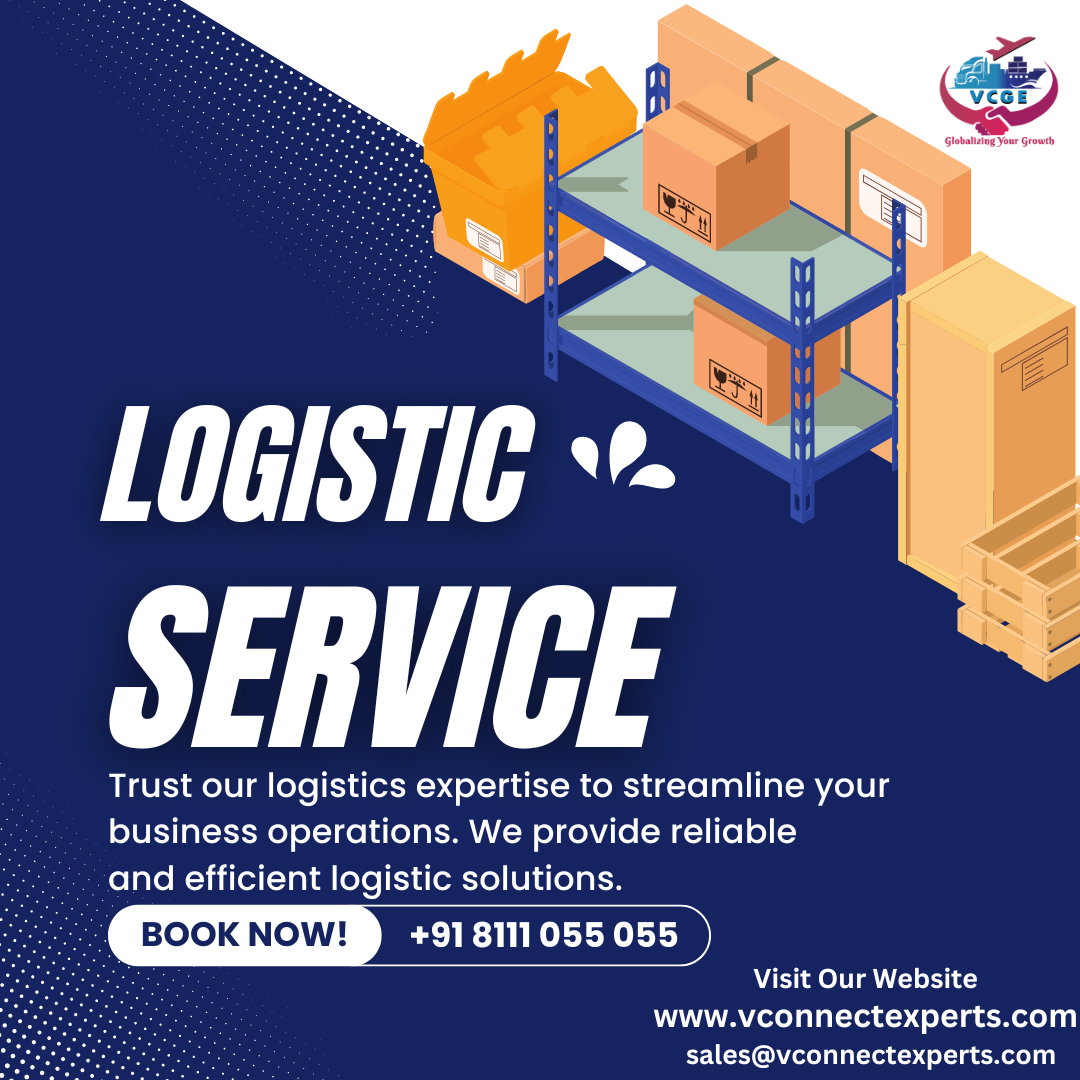 VCGE
Globalizing Your Growth
LOGISTIC
SERVICE
Trust our logistics expertise to streamline your
business operations. We provide reliable
and efficient logistic solutions.
BOOK NOW! +91 8111 055 055
Visit Our Website
www.vconnectexperts.com
sales@vconnectexperts.com